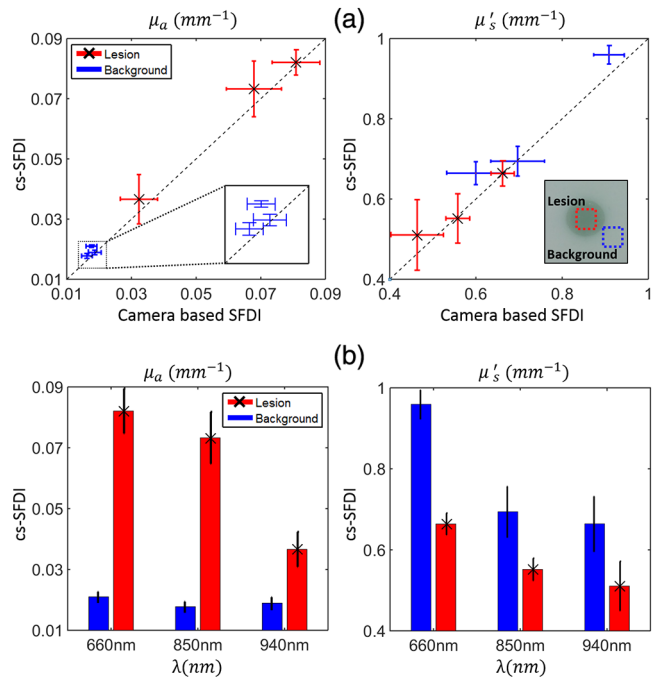 (a)
μₐ (mm⁻¹)
0.09
0.07
0.05
0.03
0.01
cs-SFDI
Lesion
Background
0.01 0.03 0.05 0.07 0.09
Camera based SFDI
μ′ₛ (mm⁻¹)
1
0.8
0.6
0.4
cs-SFDI
Lesion
Background
0.4 0.6 0.8 1
Camera based SFDI
(b)
μₐ (mm⁻¹)
0.09
0.07
0.05
0.03
0.01
cs-SFDI
Lesion
Background
660nm 850nm 940nm
λ(nm)
μ′ₛ (mm⁻¹)
1
0.8
0.6
0.4
cs-SFDI
660nm 850nm 940nm
λ(nm)